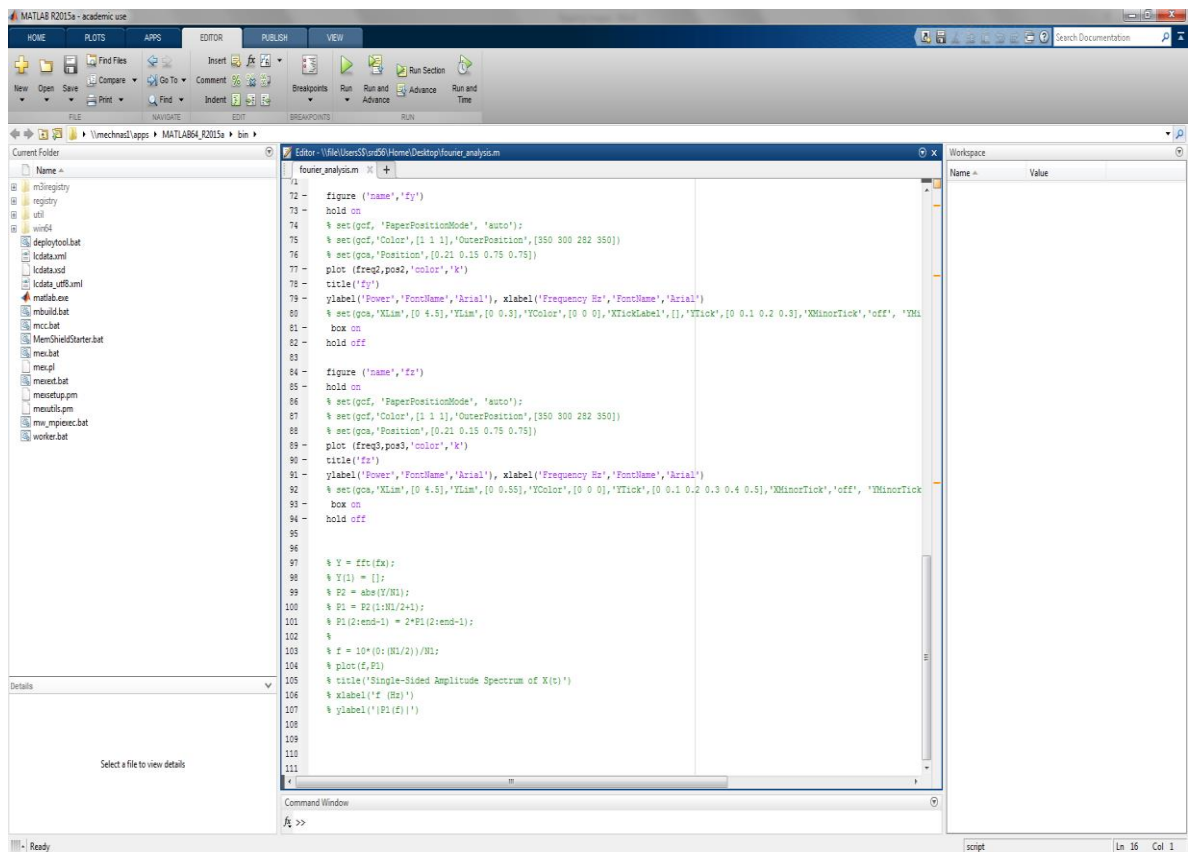 MATLAB R2015a - academic use
HOME PLOTS APPS EDITOR PUBLISH VIEW
Search Documentation
New Open Save
Find Files
Compare
Print
FILE
Go To
Find
NAVIGATE
Insert fx
Comment %
Indent
EDIT
Breakpoints
BREAKPOINTS
Run
Run and Advance
Run Section
Advance
Run and Time
RUN
\\mechnas1\apps MATLAB64_R2015a bin
Current Folder
Name
m3iregistry
registry
util
win64
deploytool.bat
lcdata.xml
lcdata.xsd
lcdata_utf8.xml
matlab.exe
mbuild.bat
mcc.bat
MemShieldStarter.bat
mex.bat
mex.pl
mexext.bat
mexsetup.pm
mexutils.pm
mw_mpiexec.bat
worker.bat
Details
Select a file to view details
Editor - \\file\UsersS$\srd56\Home\Desktop\fourier_analysis.m
fourier_analysis.m
71
72 - figure ('name','fy')
73 - hold on
74 % set(gcf, 'PaperPositionMode', 'auto');
75 % set(gcf,'Color',[1 1 1],'OuterPosition',[350 300 282 350])
76 % set(gca,'Position',[0.21 0.15 0.75 0.75])
77 - plot (freq2,pos2,'color','k')
78 - title('fy')
79 - ylabel('Power','FontName','Arial'), xlabel('Frequency Hz','FontName','Arial')
80 % set(gca,'XLim',[0 4.5],'YLim',[0 0.3],'YColor',[0 0 0],'XTickLabel',[],'YTick',[0 0.1 0.2 0.3],'XMinorTick','off', 'YMi
81 - box on
82 - hold off
83
84 - figure ('name','fz')
85 - hold on
86 % set(gcf, 'PaperPositionMode', 'auto');
87 % set(gcf,'Color',[1 1 1],'OuterPosition',[350 300 282 350])
88 % set(gca,'Position',[0.21 0.15 0.75 0.75])
89 - plot (freq3,pos3,'color','k')
90 - title('fz')
91 - ylabel('Power','FontName','Arial'), xlabel('Frequency Hz','FontName','Arial')
92 % set(gca,'XLim',[0 4.5],'YLim',[0 0.55],'YColor',[0 0 0],'YTick',[0 0.1 0.2 0.3 0.4 0.5],'XMinorTick','off', 'YMinorTick
93 - box on
94 - hold off
95
96
97 % Y = fft(fx);
98 % Y(1) = [];
99 % P2 = abs(Y/N1);
100 % P1 = P2(1:N1/2+1);
101 % P1(2:end-1) = 2*P1(2:end-1);
102 %
103 % f = 10*(0:(N1/2))/N1;
104 % plot(f,P1)
105 % title('Single-Sided Amplitude Spectrum of X(t)')
106 % xlabel('f (Hz)')
107 % ylabel('|P1(f)|')
108
109
110
111
Command Window
fx >>
Workspace
Name Value
Ready
script
Ln 16 Col 1